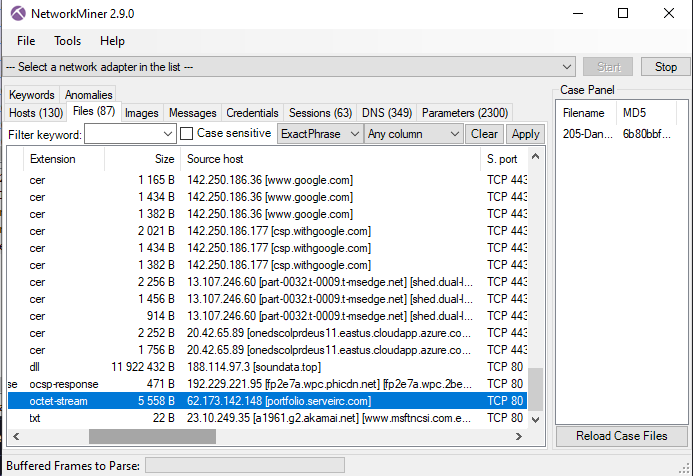 NetworkMiner 2.9.0
File Tools Help
--- Select a network adapter in the list ---
Start
Stop
Keywords Anomalies
Hosts (130) Files (87) Images Messages Credentials Sessions (63) DNS (349) Parameters (2300)
Filter keyword: Case sensitive ExactPhrase Any column Clear Apply
Extension Size Source host S. port
cer 1 165 B 142.250.186.36 [www.google.com] TCP 443
cer 1 434 B 142.250.186.36 [www.google.com] TCP 443
cer 1 382 B 142.250.186.36 [www.google.com] TCP 443
cer 2 021 B 142.250.186.177 [csp.withgoogle.com] TCP 443
cer 1 434 B 142.250.186.177 [csp.withgoogle.com] TCP 443
cer 1 382 B 142.250.186.177 [csp.withgoogle.com] TCP 443
cer 2 256 B 13.107.246.60 [part-0032.t-0009.t-msedge.net] [shed.dual-l... TCP 443
cer 1 456 B 13.107.246.60 [part-0032.t-0009.t-msedge.net] [shed.dual-l... TCP 443
cer 914 B 13.107.246.60 [part-0032.t-0009.t-msedge.net] [shed.dual-l... TCP 443
cer 2 252 B 20.42.65.89 [onedscolprdeus11.eastus.cloudapp.azure.co... TCP 443
cer 1 756 B 20.42.65.89 [onedscolprdeus11.eastus.cloudapp.azure.co... TCP 443
dll 11 922 432 B 188.114.97.3 [soundata.top] TCP 80
se ocsp-response 471 B 192.229.221.95 [fp2e7a.wpc.phicdn.net] [fp2e7a.wpc.2be... TCP 80
octet-stream 5 558 B 62.173.142.148 [portfolio.serveirc.com] TCP 80
txt 22 B 23.10.249.35 [a1961.g2.akamai.net] [www.msftncsi.com.e... TCP 80
Buffered Frames to Parse:
Case Panel
Filename MD5
205-Dan... 6b80bbf...
Reload Case Files